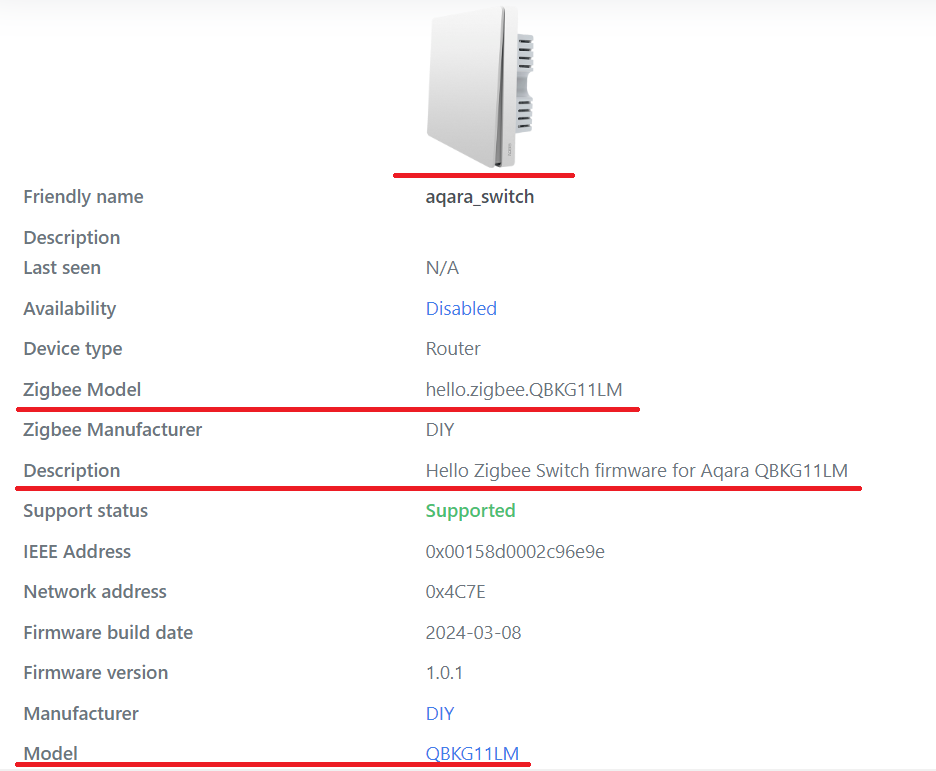 Friendly name aqara_switch
Description
Last seen N/A
Availability Disabled
Device type Router
Zigbee Model hello.zigbee.QBKG11LM
Zigbee Manufacturer DIY
Description Hello Zigbee Switch firmware for Aqara QBKG11LM
Support status Supported
IEEE Address 0x00158d0002c96e9e
Network address 0x4C7E
Firmware build date 2024-03-08
Firmware version 1.0.1
Manufacturer DIY
Model QBKG11LM